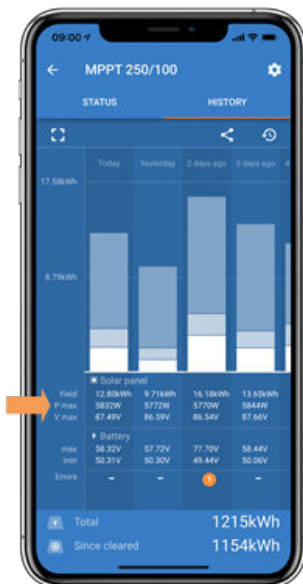 09:00
MPPT 250/100
STATUS HISTORY
Today Yesterday 2 days ago 3 days ago 4
17.58kWh
8.79kWh
Solar panel
Yield 12.80kWh 9.71kWh 16.18kWh 13.65kWh
P max 5832W 5772W 5770W 5844W
V max 87.49V 86.59V 86.54V 87.66V
Battery
max 58.32V 57.72V 77.70V 58.44V
min 50.31V 50.30V 49.44V 50.06V
Errors - - 1 -
Total 1215kWh
Since cleared 1154kWh